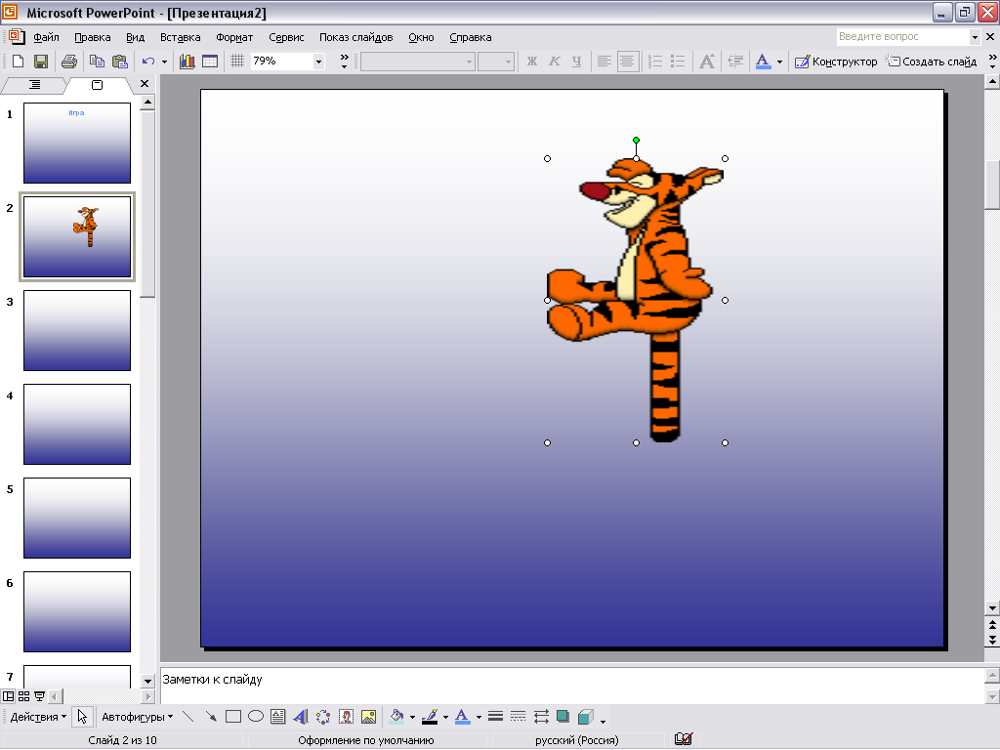 Microsoft PowerPoint - [Презентация2]
Файл Правка Вид Вставка Формат Сервис Показ слайдов Окно Справка Введите вопрос
79% Ж К Ч A A Конструктор Создать слайд
1 Игра
2
3
4
5
6
7
Заметки к слайду
Действия Автофигуры A A
Слайд 2 из 10 Оформление по умолчанию русский (Россия)